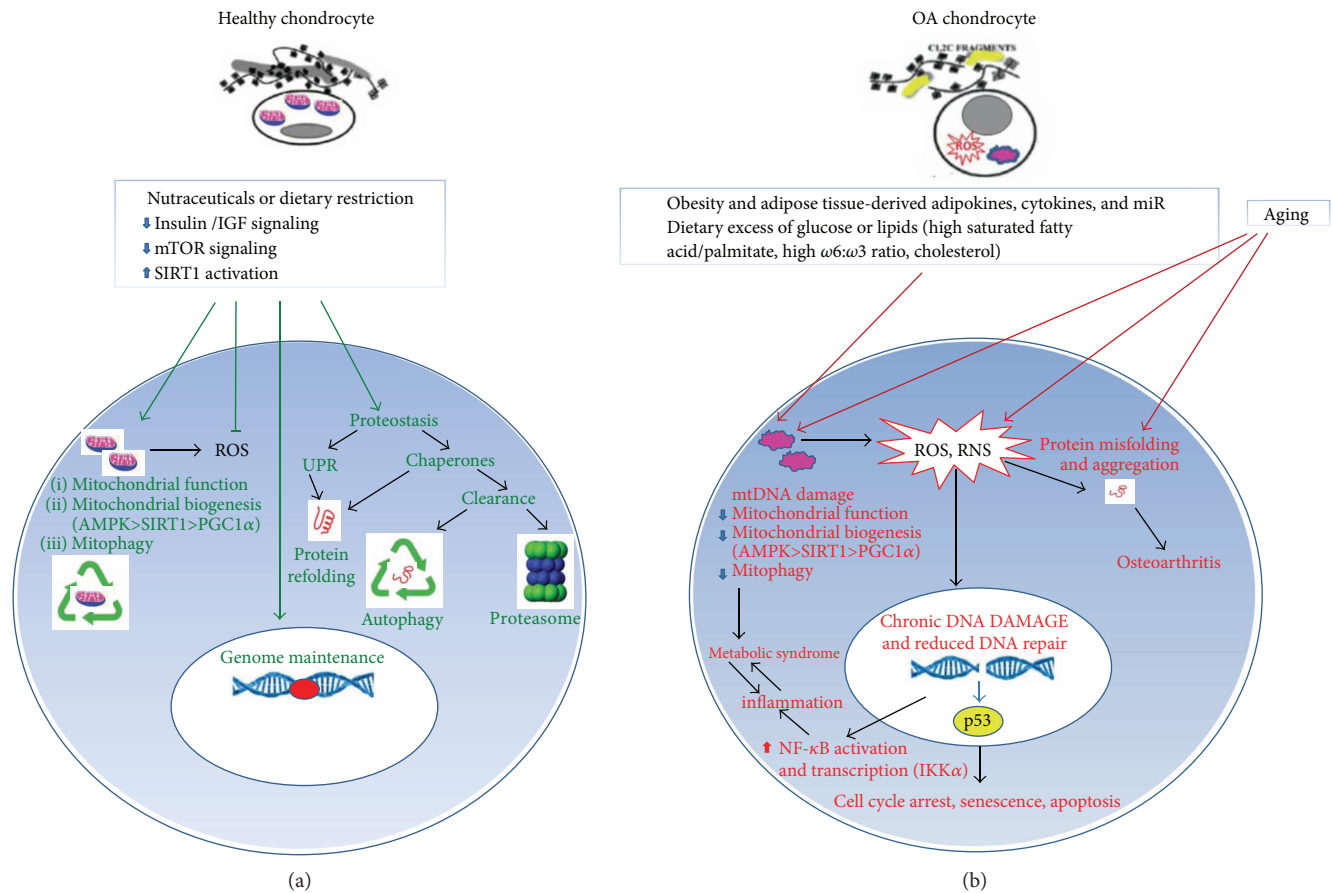 Healthy chondrocyte
Nutraceuticals or dietary restriction
Insulin /IGF signaling
mTOR signaling
SIRT1 activation
Proteostasis
ROS
UPR
Chaperones
(i) Mitochondrial function
(ii) Mitochondrial biogenesis
(AMPK>SIRT1>PGC1α)
(iii) Mitophagy
Clearance
Protein
refolding
Autophagy
Proteasome
Genome maintenance
(a)
OA chondrocyte
C1,2C FRAGMENTS
ROS
Obesity and adipose tissue-derived adipokines, cytokines, and miR
Dietary excess of glucose or lipids (high saturated fatty
acid/palmitate, high ω6:ω3 ratio, cholesterol)
Aging
ROS, RNS
Protein misfolding
and aggregation
mtDNA damage
Mitochondrial function
Mitochondrial biogenesis
(AMPK>SIRT1>PGC1α)
Mitophagy
Osteoarthritis
Chronic DNA DAMAGE
and reduced DNA repair
Metabolic syndrome
inflammation
p53
NF-κB activation
and transcription (IKKα)
Cell cycle arrest, senescence, apoptosis
(b)